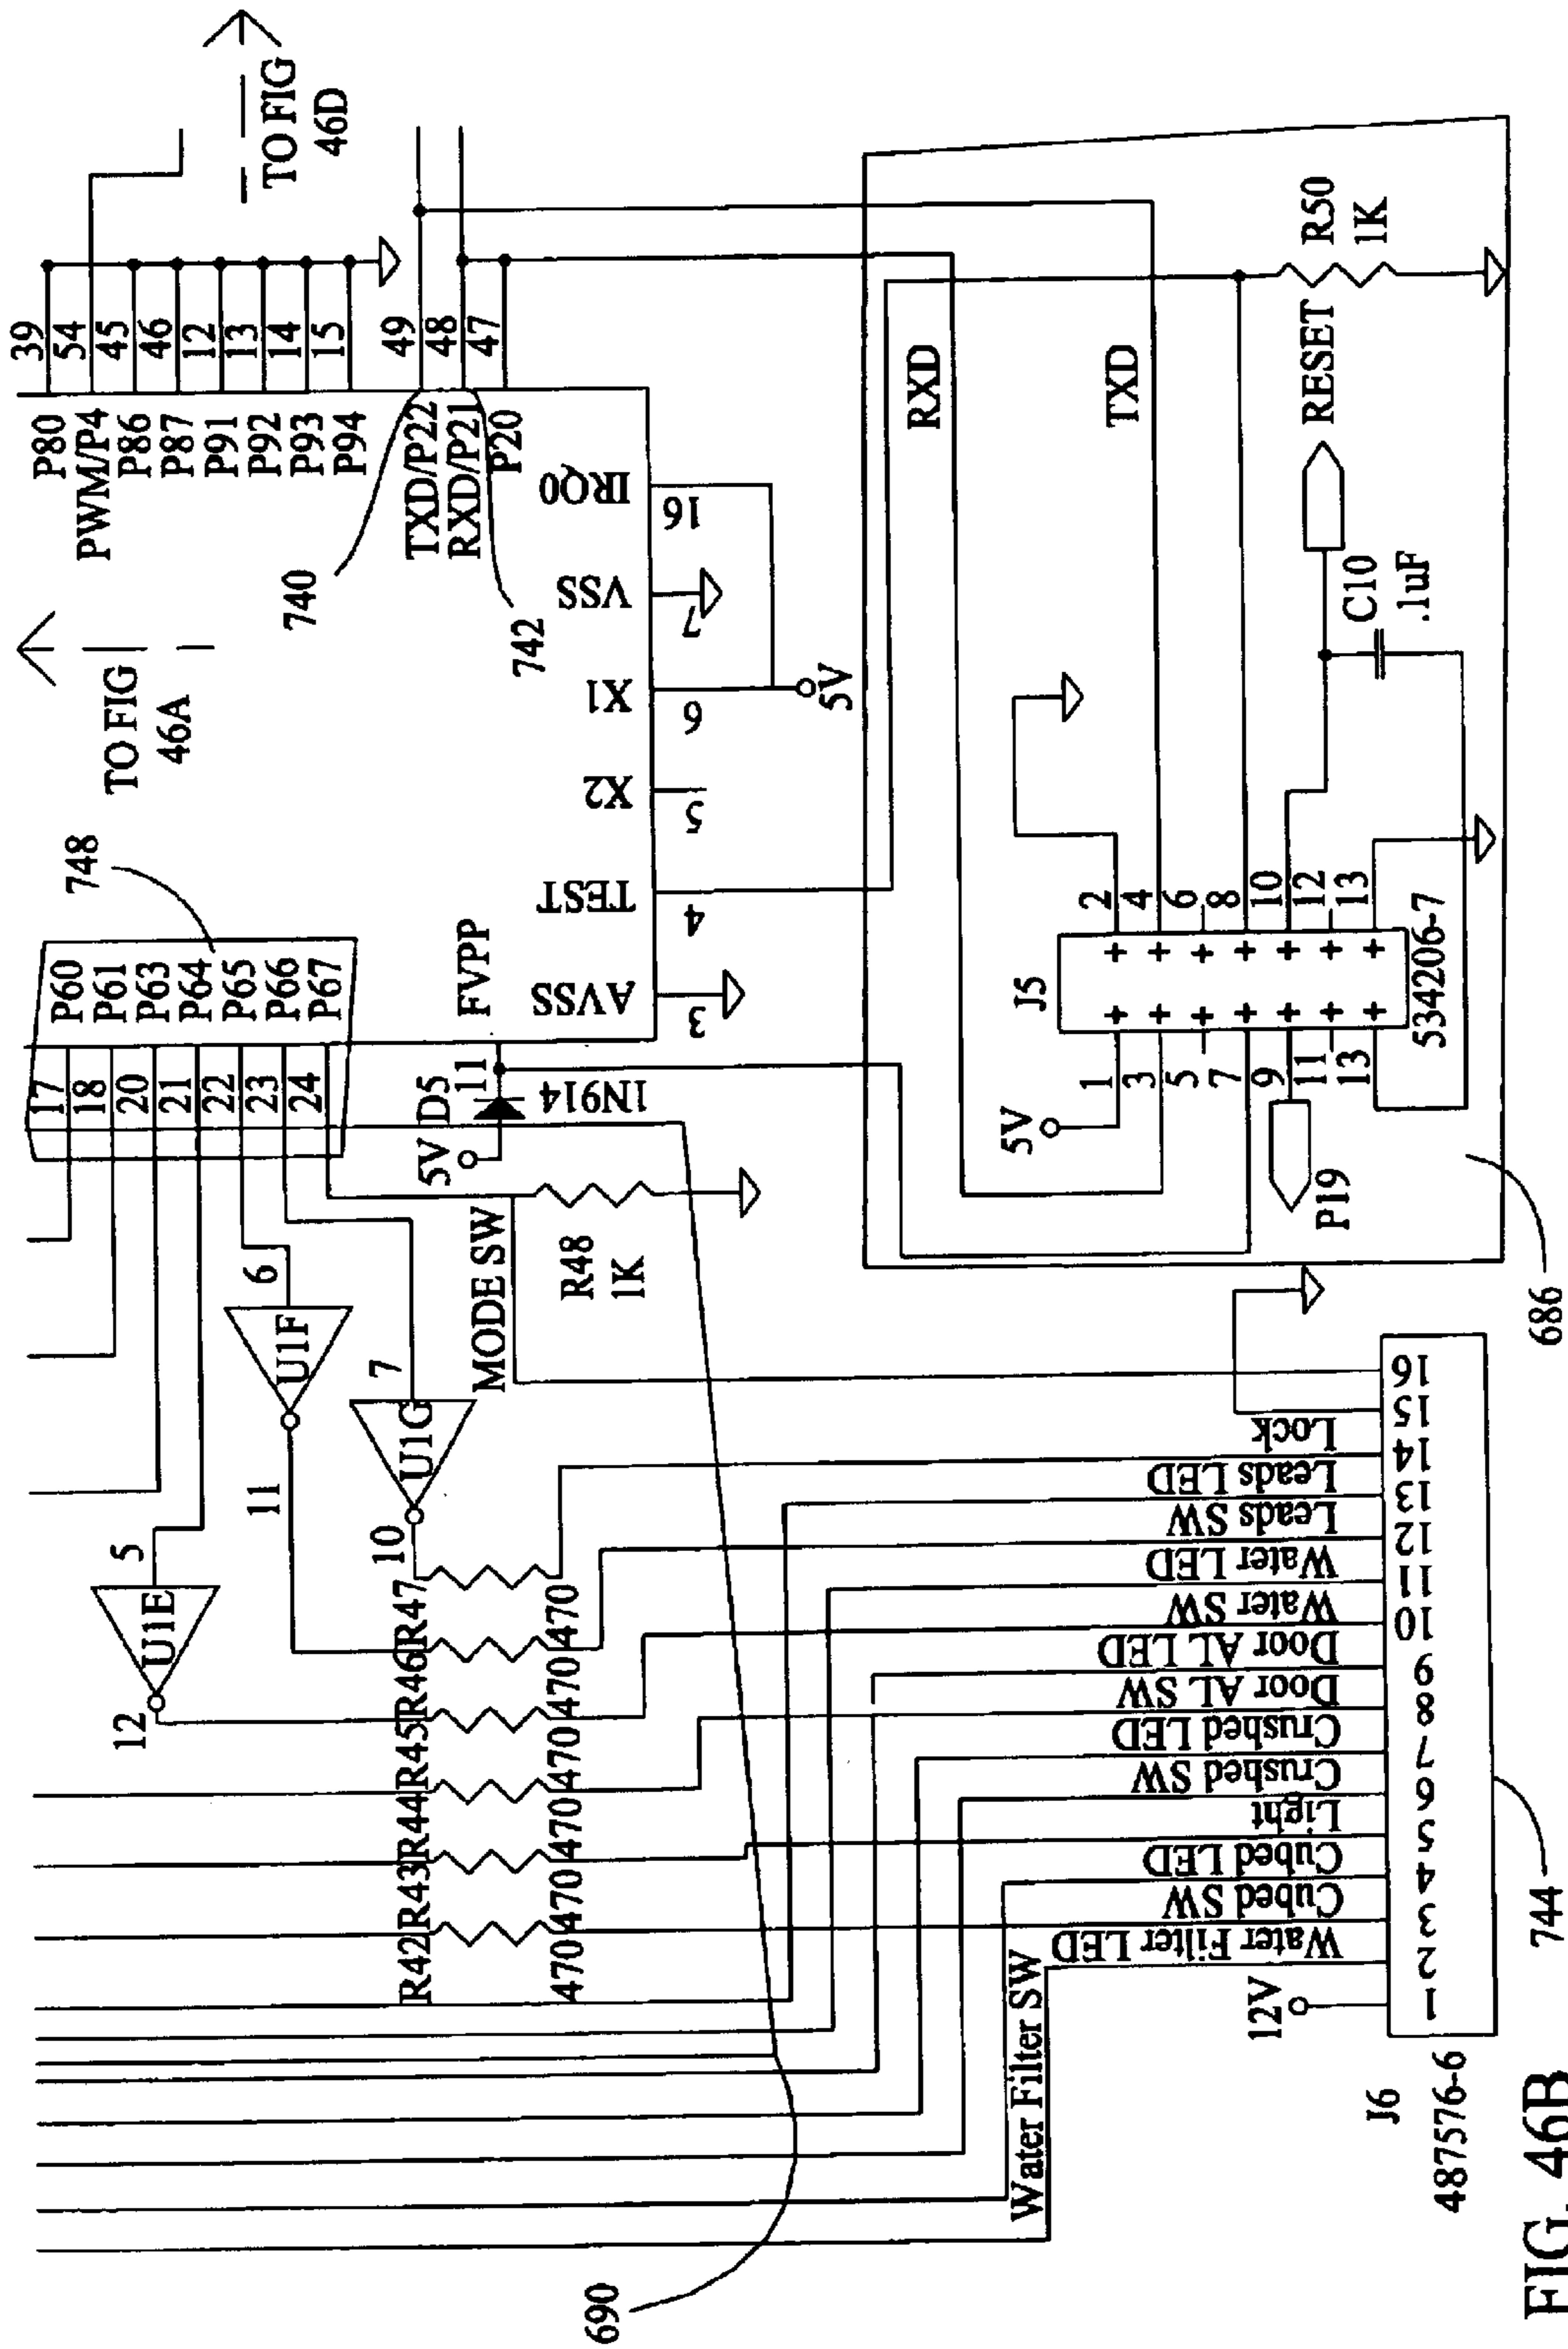 P80
PWM/P4
P86
P87
P91
P92
P93
P94
39
54
45
46
12
13
14
15
TXD/P22
RXD/P21
P20
49
48
47
TO FIG
46D
TO FIG
46A
740
742
748
P60
P61
P63
P64
P65
P66
P67
17
18
20
21
22
23
24
FVPP
11
5V
D5
1N914
AVSS
3
TEST
4
X2
5
X1
6
VSS
7
IRQ0
16
5V
MODE SW
R48
1K
U1E
5
12
U1F
6
11
U1G
7
10
R42
R43
R44
R45
R46
R47
470
470
470
470
470
470
690
RXD
TXD
R50
1K
RESET
C10
.1uF
J5
5V
1
3
5
7
9
11
13
2
4
6
8
10
12
13
534206-7
P19
686
Water Filter SW
Water Filter LED
Cubed SW
Cubed LED
Light
Crushed SW
Crushed LED
Door AL SW
Door AL LED
Water SW
Water LED
Leads SW
Leads LED
Lock
12V
1
2
3
4
5
6
7
8
9
10
11
12
13
14
15
16
J6
487576-6
744
FIG. 46B